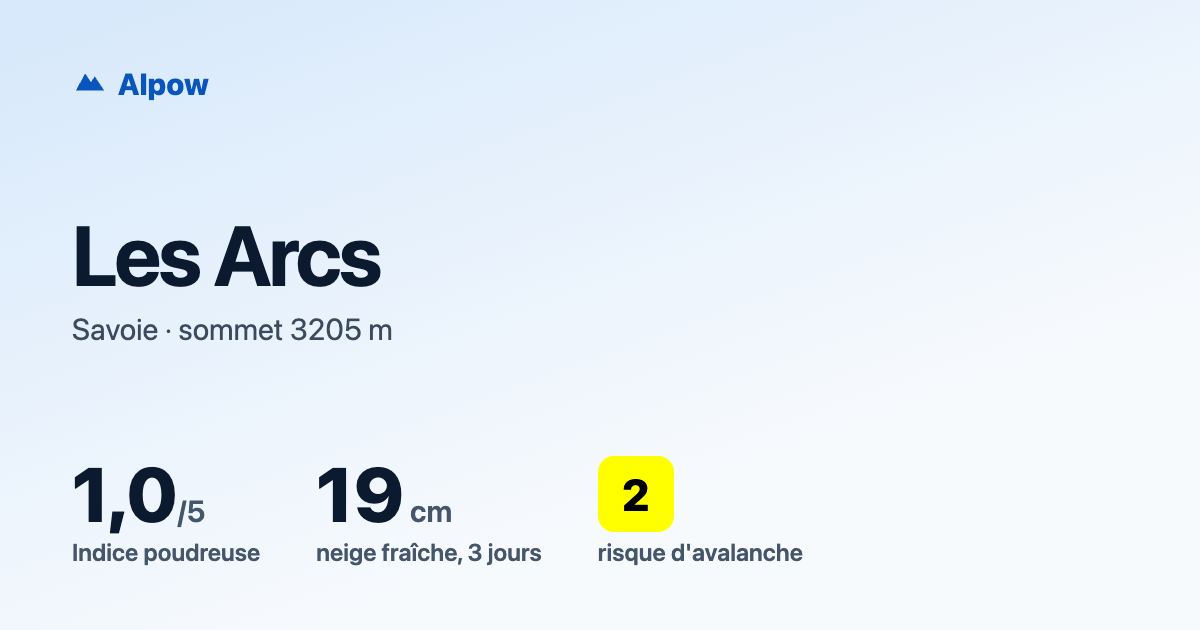 Alpow
Les Arcs
Savoie · sommet 3205 m
1,0/5
Indice poudreuse
19 cm
neige fraîche, 3 jours
2
risque d'avalanche